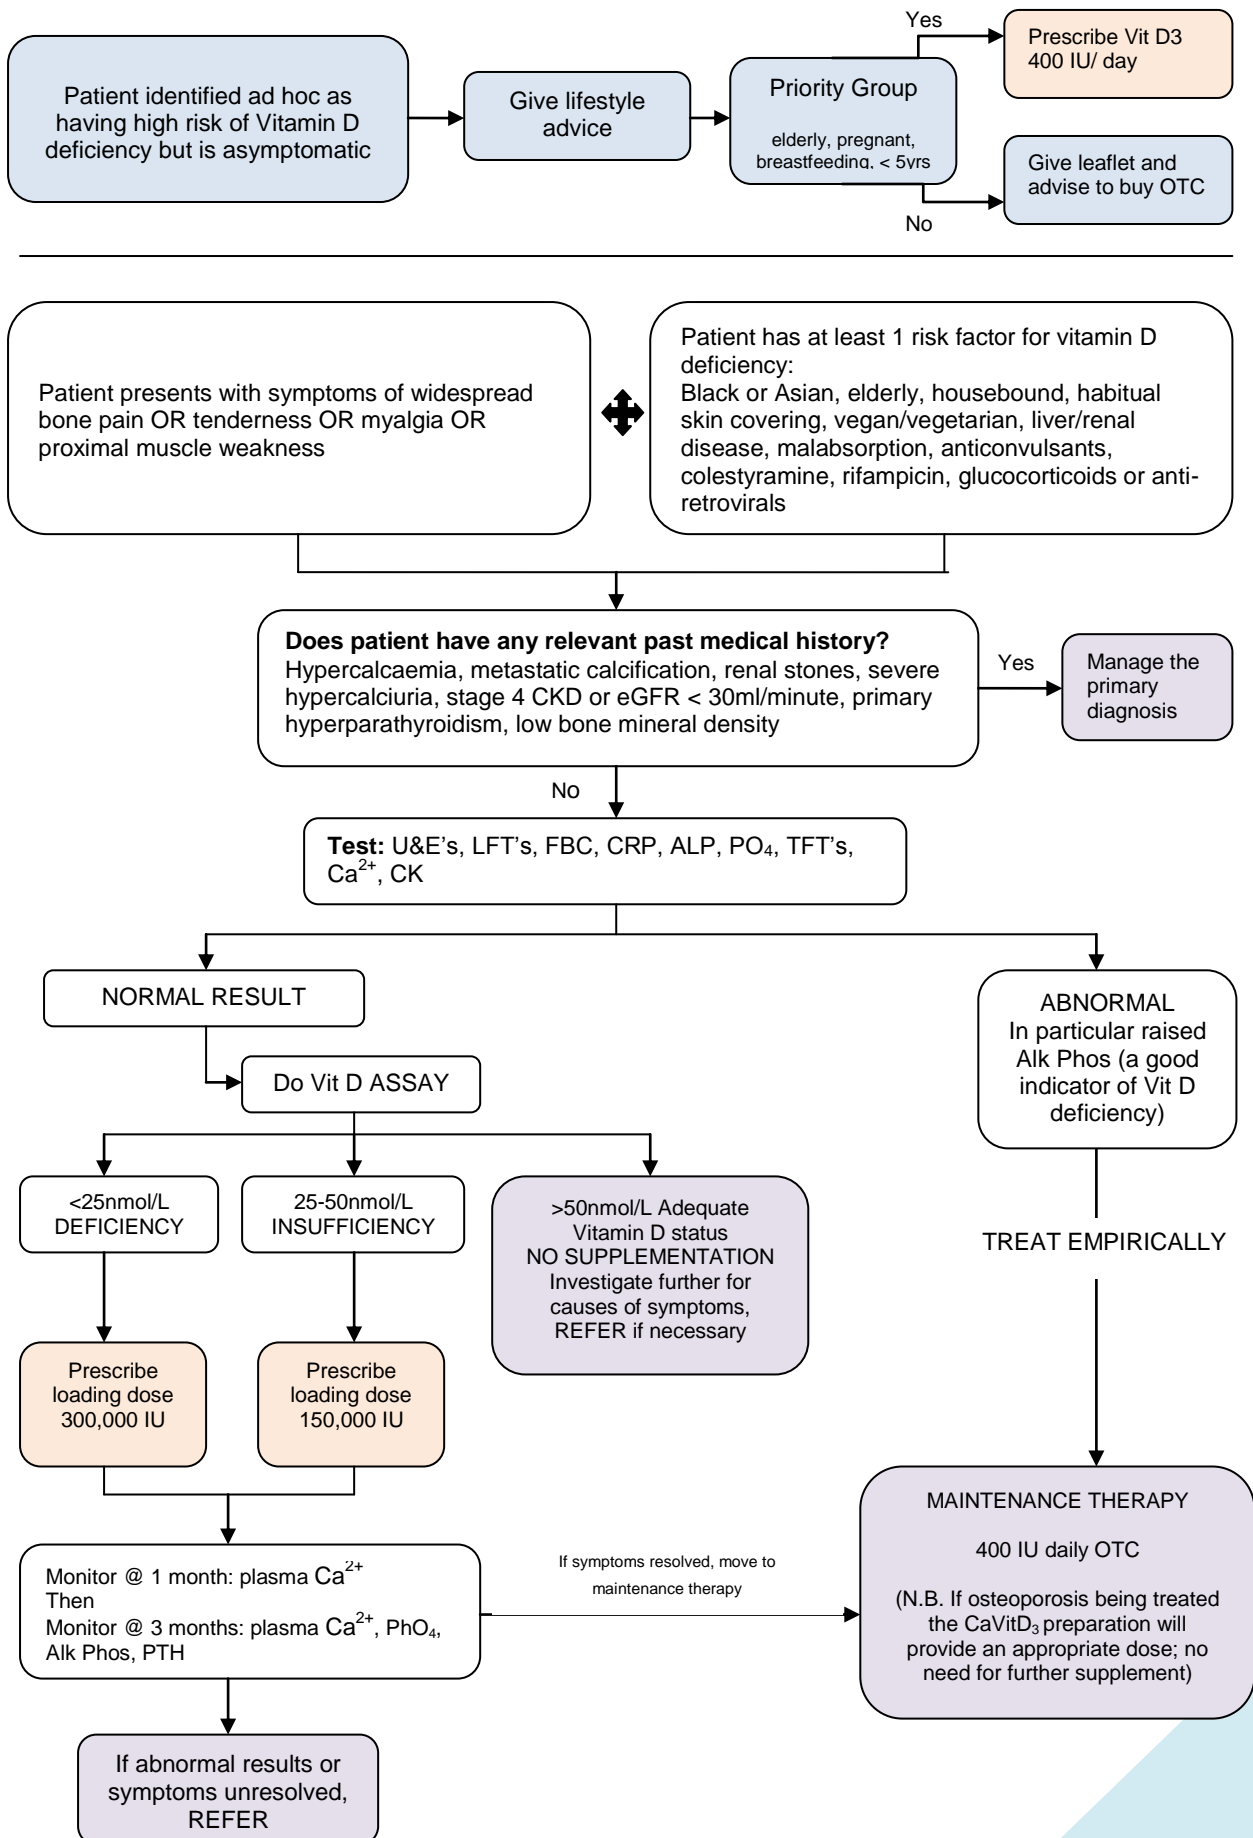 Patient identified ad hoc as
having high risk of Vitamin D
deficiency but is asymptomatic
Give lifestyle
advice
Priority Group
elderly, pregnant,
breastfeeding, < 5yrs
Yes
Prescribe Vit D3
400 IU/ day
No
Give leaflet and
advise to buy OTC
Patient presents with symptoms of widespread
bone pain OR tenderness OR myalgia OR
proximal muscle weakness
Patient has at least 1 risk factor for vitamin D
deficiency:
Black or Asian, elderly, housebound, habitual
skin covering, vegan/vegetarian, liver/renal
disease, malabsorption, anticonvulsants,
colestyramine, rifampicin, glucocorticoids or anti-
retrovirals
Does patient have any relevant past medical history?
Hypercalcaemia, metastatic calcification, renal stones, severe
hypercalciuria, stage 4 CKD or eGFR < 30ml/minute, primary
hyperparathyroidism, low bone mineral density
Yes
Manage the
primary
diagnosis
No
Test: U&E's, LFT's, FBC, CRP, ALP, PO₄, TFT's,
Ca²⁺, CK
NORMAL RESULT
Do Vit D ASSAY
ABNORMAL
In particular raised
Alk Phos (a good
indicator of Vit D
deficiency)
<25nmol/L
DEFICIENCY
25-50nmol/L
INSUFFICIENCY
>50nmol/L Adequate
Vitamin D status
NO SUPPLEMENTATION
Investigate further for
causes of symptoms,
REFER if necessary
TREAT EMPIRICALLY
Prescribe
loading dose
300,000 IU
Prescribe
loading dose
150,000 IU
Monitor @ 1 month: plasma Ca²⁺
Then
Monitor @ 3 months: plasma Ca²⁺, PhO₄,
Alk Phos, PTH
If symptoms resolved, move to
maintenance therapy
MAINTENANCE THERAPY
400 IU daily OTC
(N.B. If osteoporosis being treated
the CaVitD₃ preparation will
provide an appropriate dose; no
need for further supplement)
If abnormal results or
symptoms unresolved,
REFER